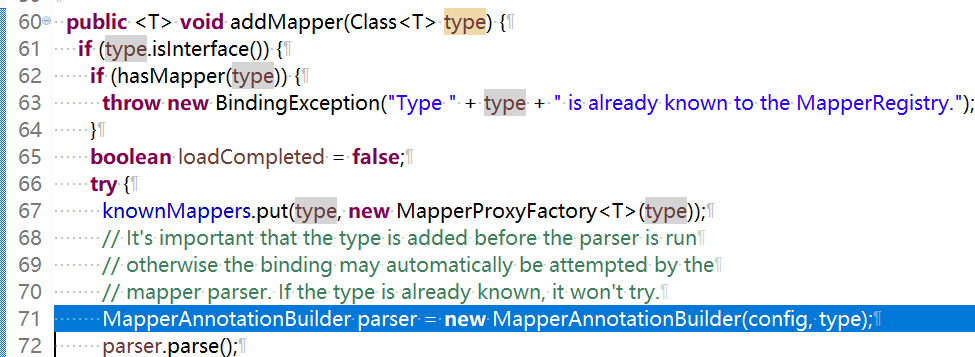 60 public <T> void addMapper(Class<T> type) {
61 if (type.isInterface()) {
62 if (hasMapper(type)) {
63 throw new BindingException("Type " + type + " is already known to the MapperRegistry.");
64 }
65 boolean loadCompleted = false;
66 try {
67 knownMappers.put(type, new MapperProxyFactory<T>(type));
68 // It's important that the type is added before the parser is run
69 // otherwise the binding may automatically be attempted by the
70 // mapper parser. If the type is already known, it won't try.
71 MapperAnnotationBuilder parser = new MapperAnnotationBuilder(config, type);
72 parser.parse();